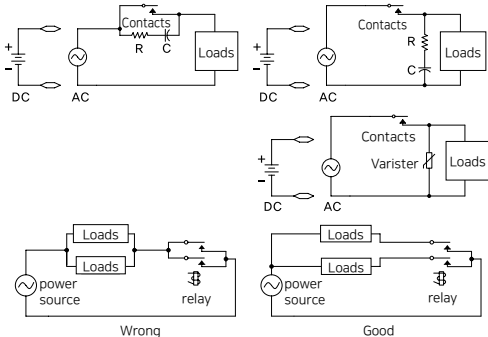 Contacts
R C
Loads
+
-
DC AC
R
C
Loads
Contacts
+
-
DC AC
Contacts
Varister
Loads
+
-
DC AC
Loads
Loads
power
source
relay
Wrong
Loads
Loads
power
source
relay
Good